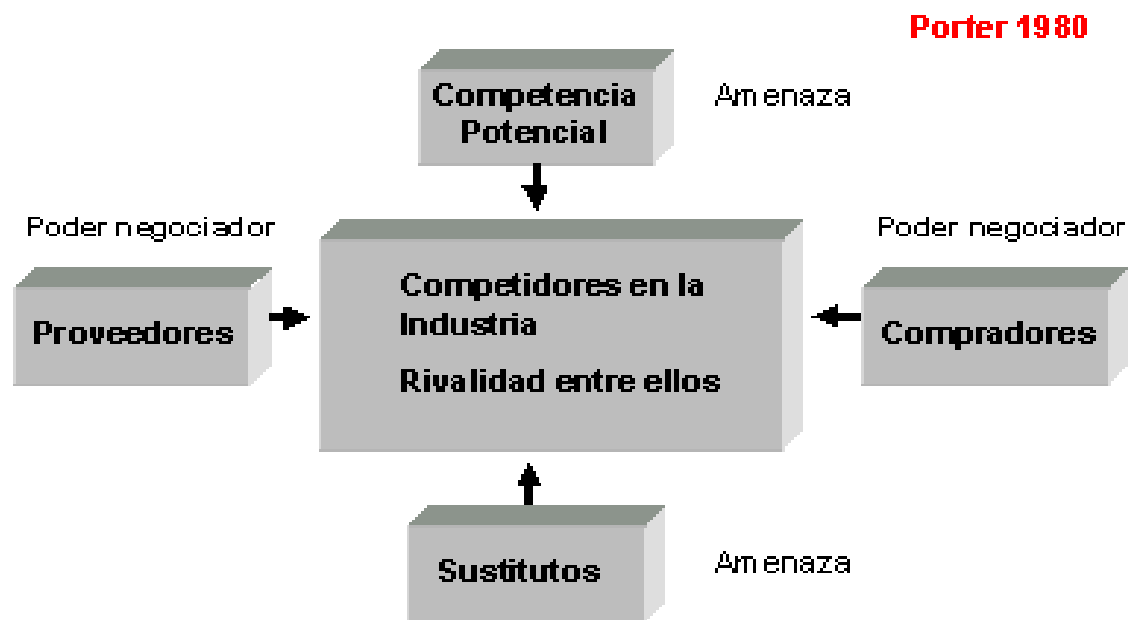 Porter 1980
Competencia
Potencial
Amenaza
Poder negociador
Poder negociador
Proveedores
Competidores en la
Industria
Rivalidad entre ellos
Compradores
Sustitutos
Amenaza